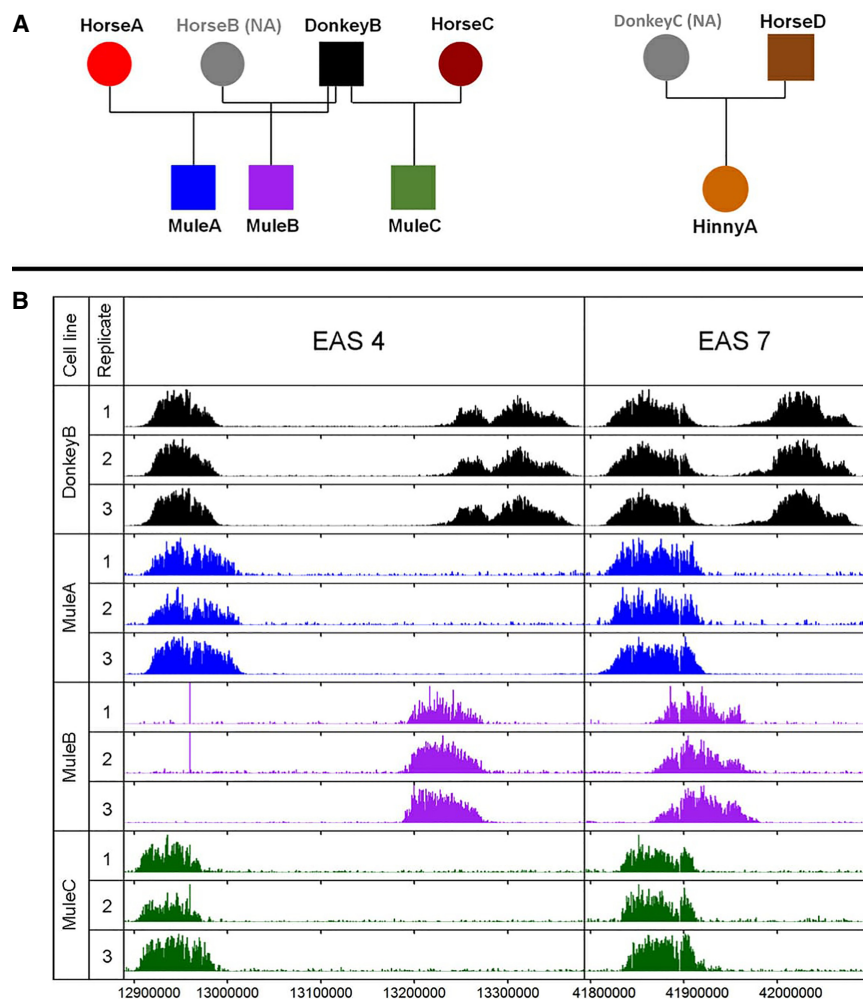 A
HorseA HorseB (NA) DonkeyB HorseC DonkeyC (NA) HorseD
MuleA MuleB MuleC HinnyA
B
Cell line Replicate EAS 4 EAS 7
DonkeyB
1
2
3
MuleA
1
2
3
MuleB
1
2
3
MuleC
1
2
3
12900000 13000000 13100000 13200000 13300000 41800000 41900000 42000000